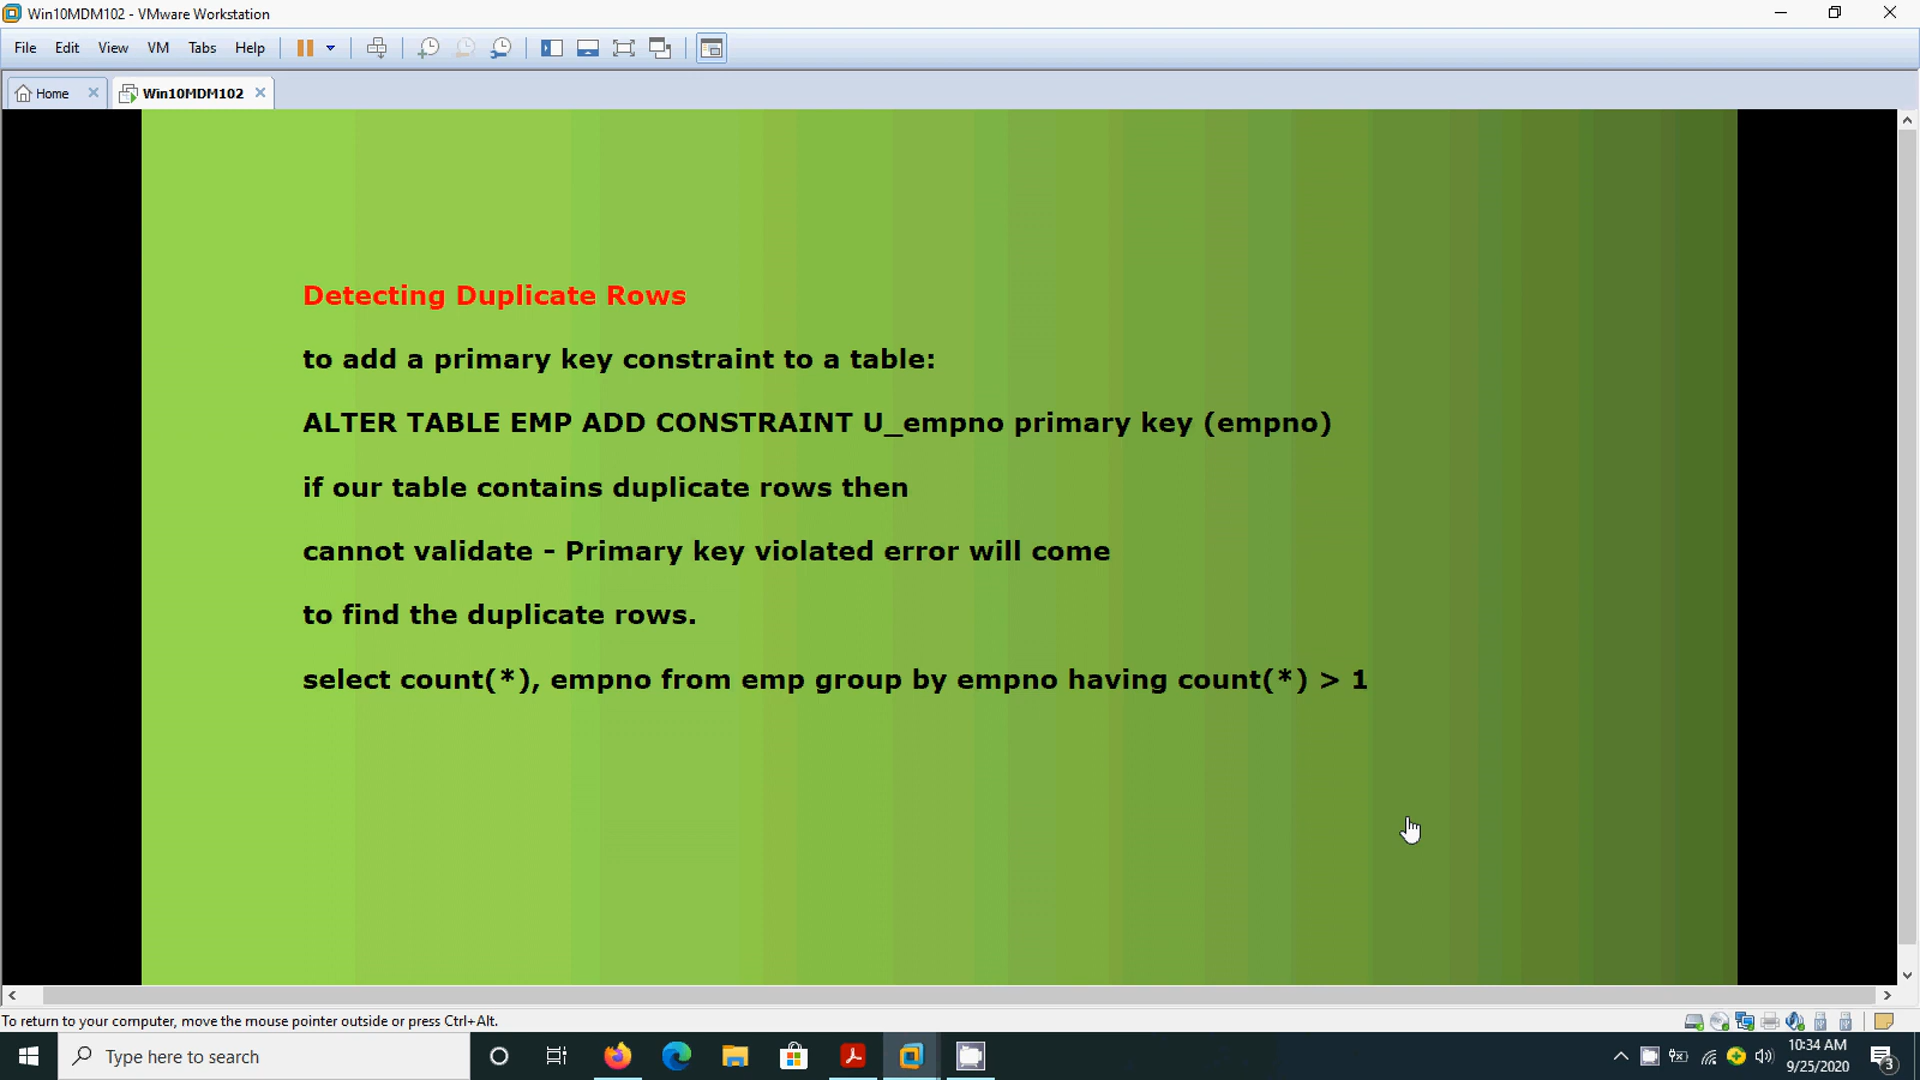 Win10MDM102 - VMware Workstation
File Edit View VM Tabs Help
Home Win10MDM102
Detecting Duplicate Rows
to add a primary key constraint to a table:
ALTER TABLE EMP ADD CONSTRAINT U_empno primary key (empno)
if our table contains duplicate rows then
cannot validate - Primary key violated error will come
to find the duplicate rows.
select count(*), empno from emp group by empno having count(*) > 1
To return to your computer, move the mouse pointer outside or press Ctrl+Alt.
Type here to search
10:34 AM
9/25/2020
3